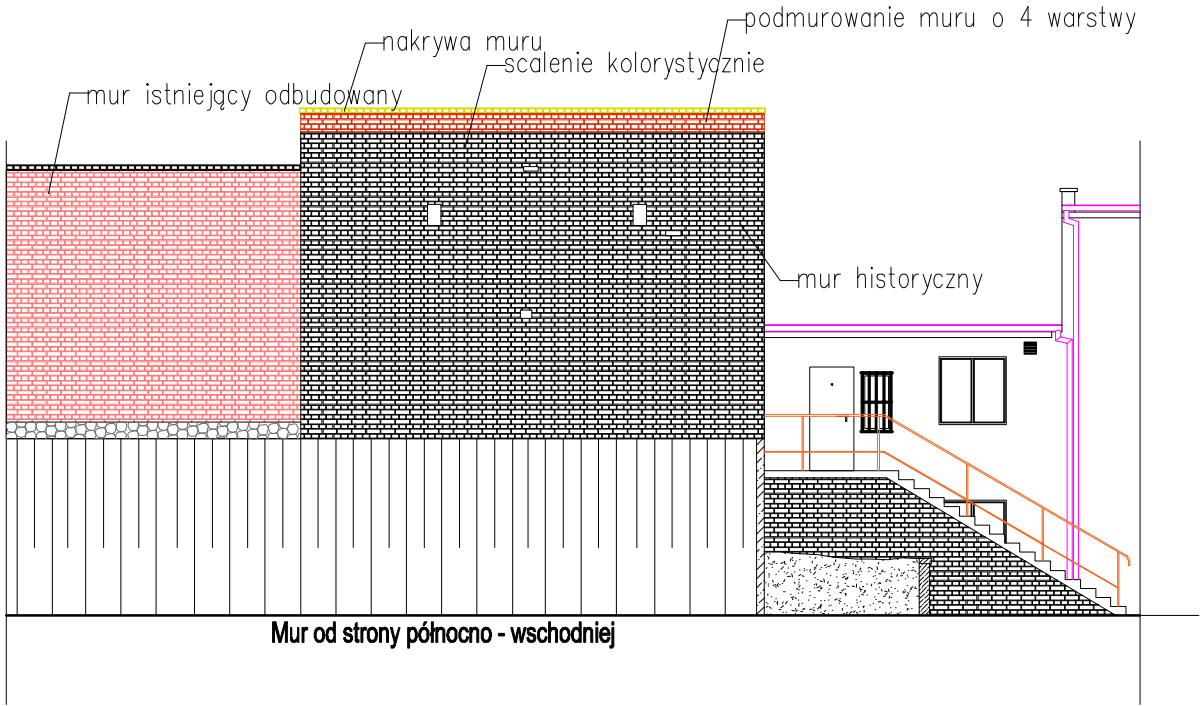 podmurowanie muru o 4 warstwy
nakrywa muru
scalenie kolorystycznie
mur istniejący odbudowany
mur historyczny
Mur od strony północno - wschodniej